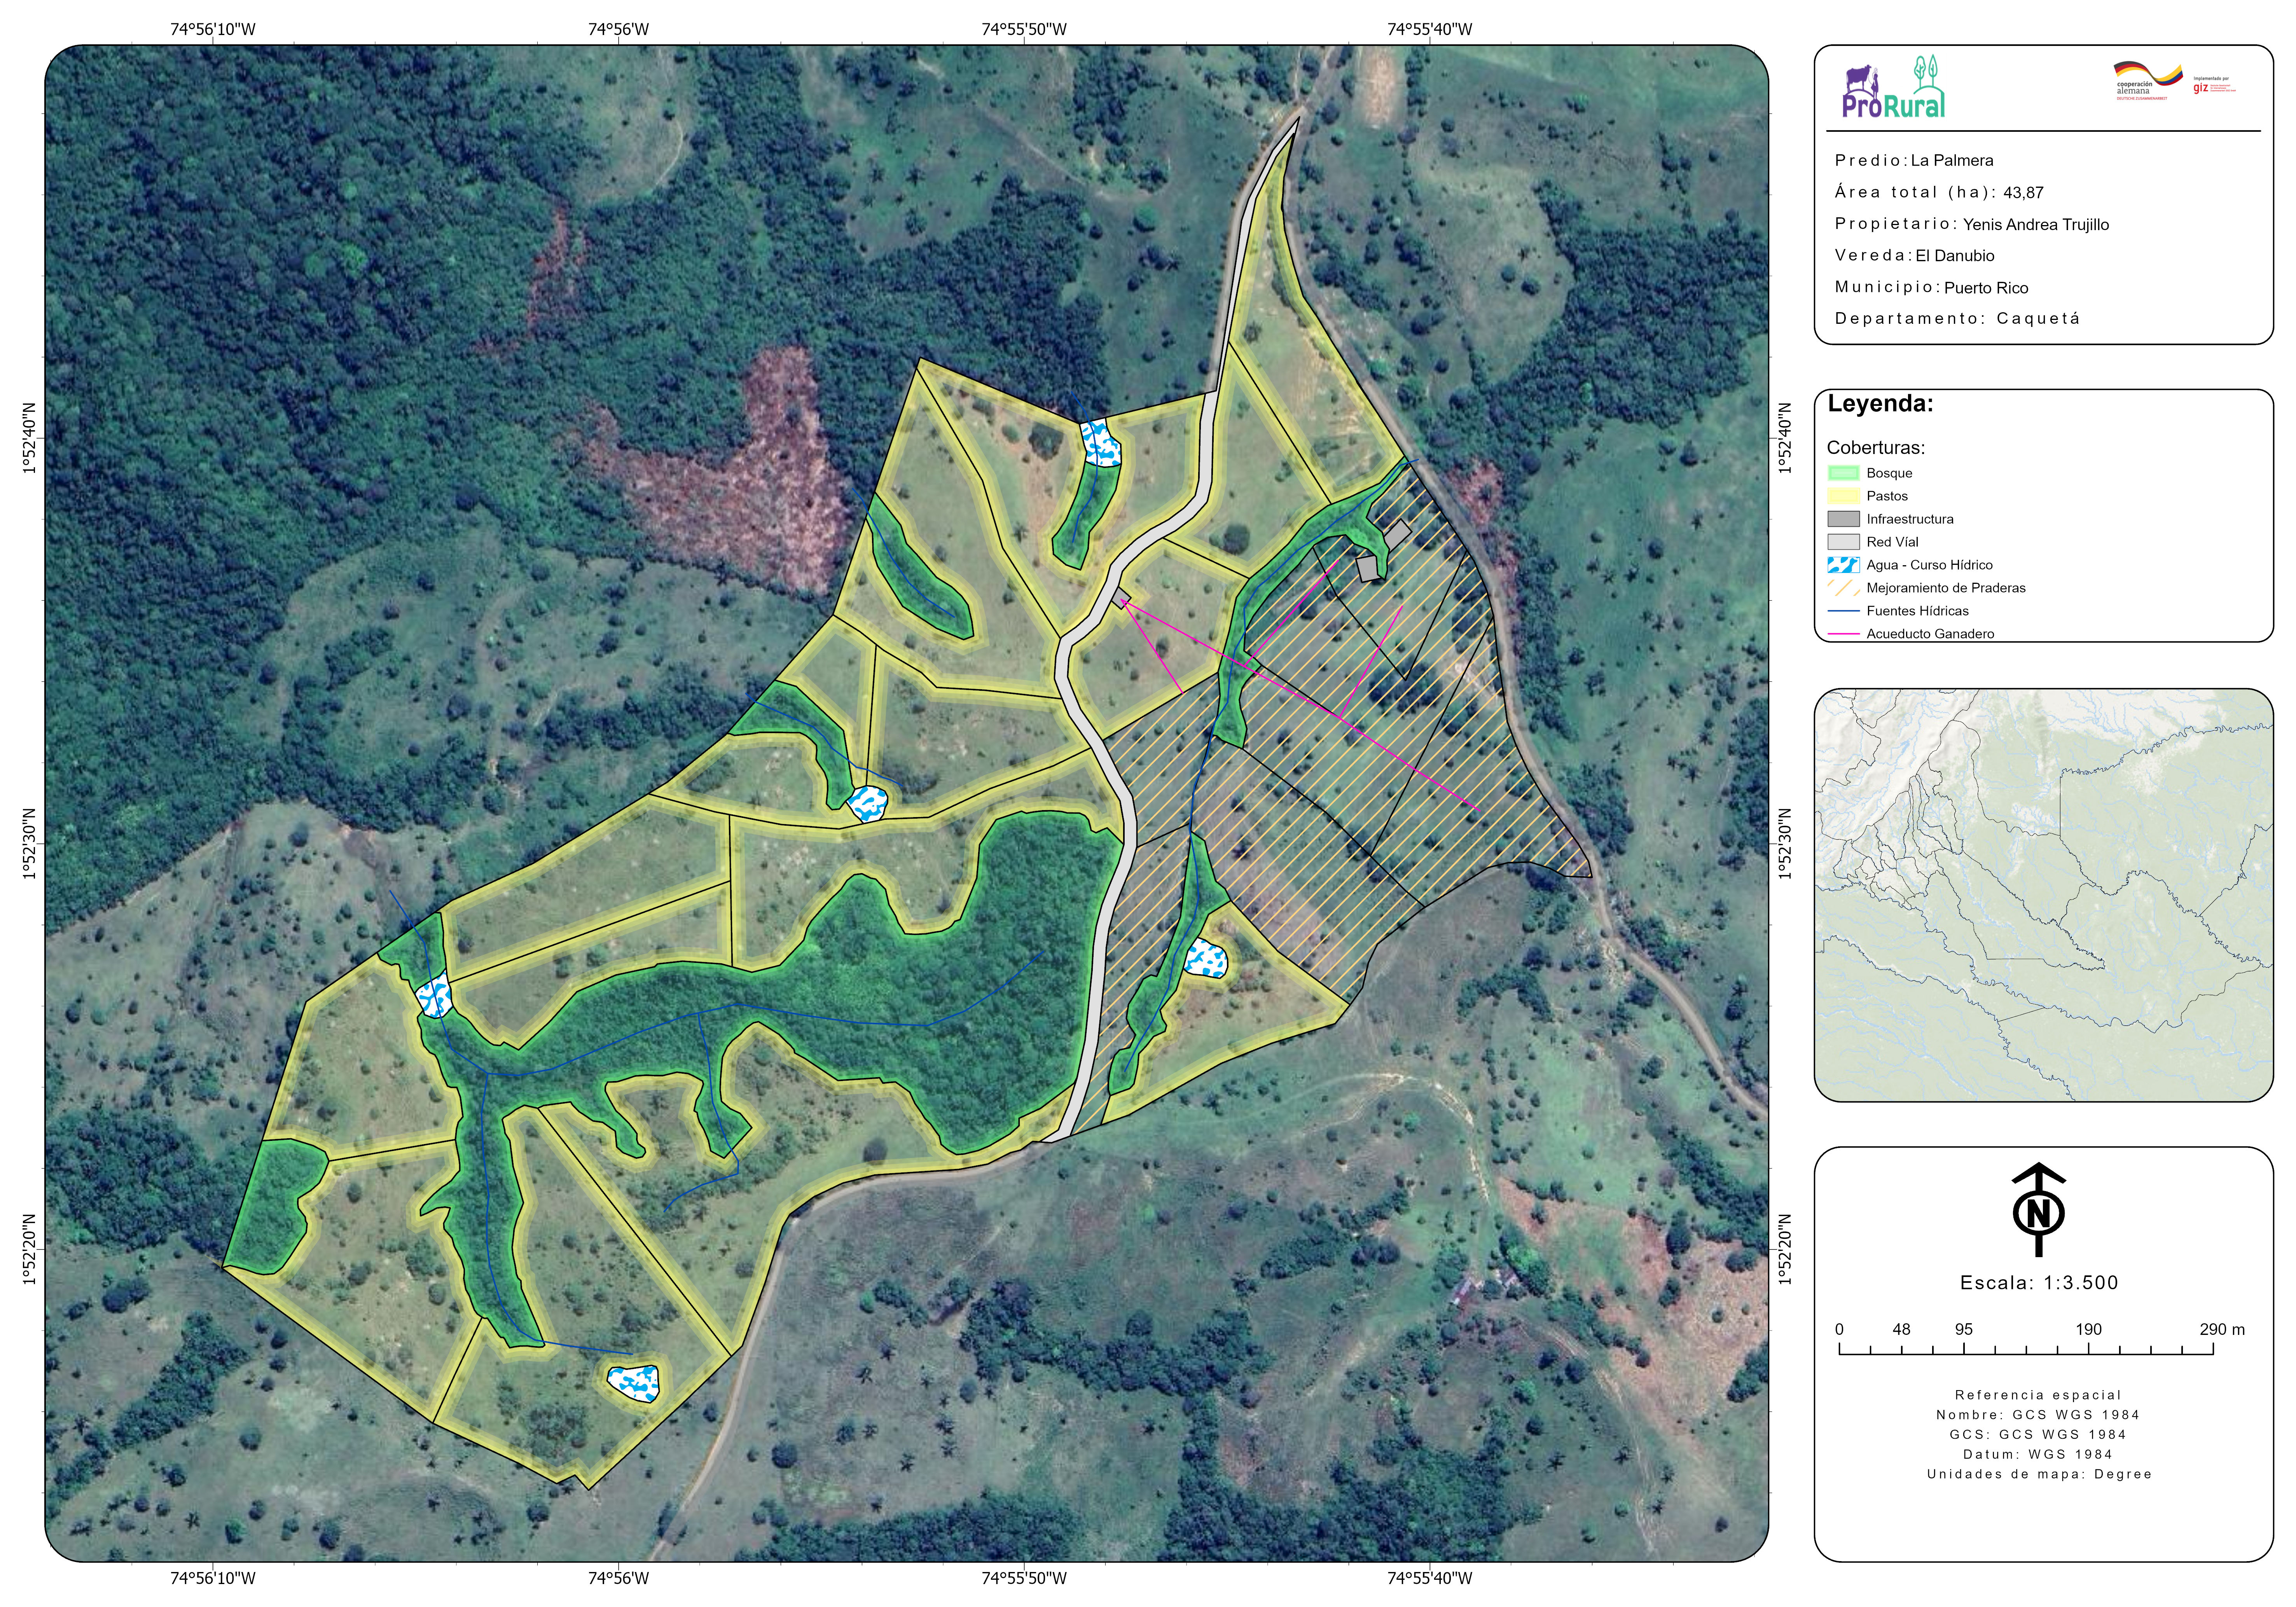 74°56'10"W 74°56'W 74°55'50"W 74°55'40"W
1°52'40"N 1°52'40"N
1°52'30"N 1°52'30"N
1°52'20"N 1°52'20"N
74°56'10"W 74°56'W 74°55'50"W 74°55'40"W
ProRural
cooperación
alemana
DEUTSCHE ZUSAMMENARBEIT
Implementada por
giz
Predio: La Palmera
Área total (ha): 43,87
Propietario: Yenis Andrea Trujillo
Vereda: El Danubio
Municipio: Puerto Rico
Departamento: Caquetá
Leyenda:
Coberturas:
Bosque
Pastos
Infraestructura
Red Víal
Agua - Curso Hídrico
Mejoramiento de Praderas
Fuentes Hídricas
Acueducto Ganadero
N
Escala: 1:3.500
0 48 95 190 290 m
Referencia espacial
Nombre: GCS WGS 1984
GCS: GCS WGS 1984
Datum: WGS 1984
Unidades de mapa: Degree